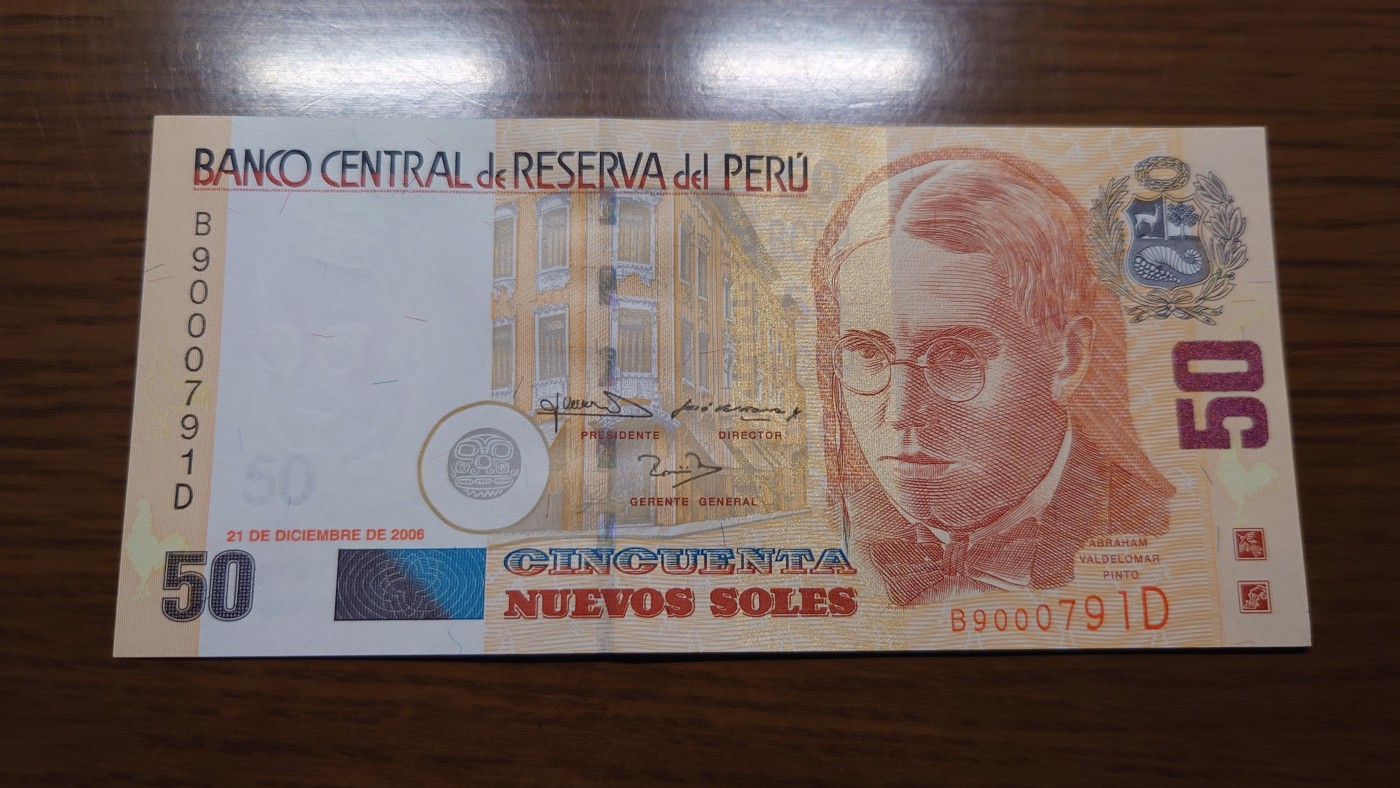 BANCO CENTRAL de RESERVA del PERÚ
B9000791D
50
PRESIDENTE DIRECTOR
GERENTE GENERAL
50
21 DE DICIEMBRE DE 2006
50
CINCUENTA
NUEVOS SOLES
ABRAHAM
VALDELOMAR
PINTO
B9000791D